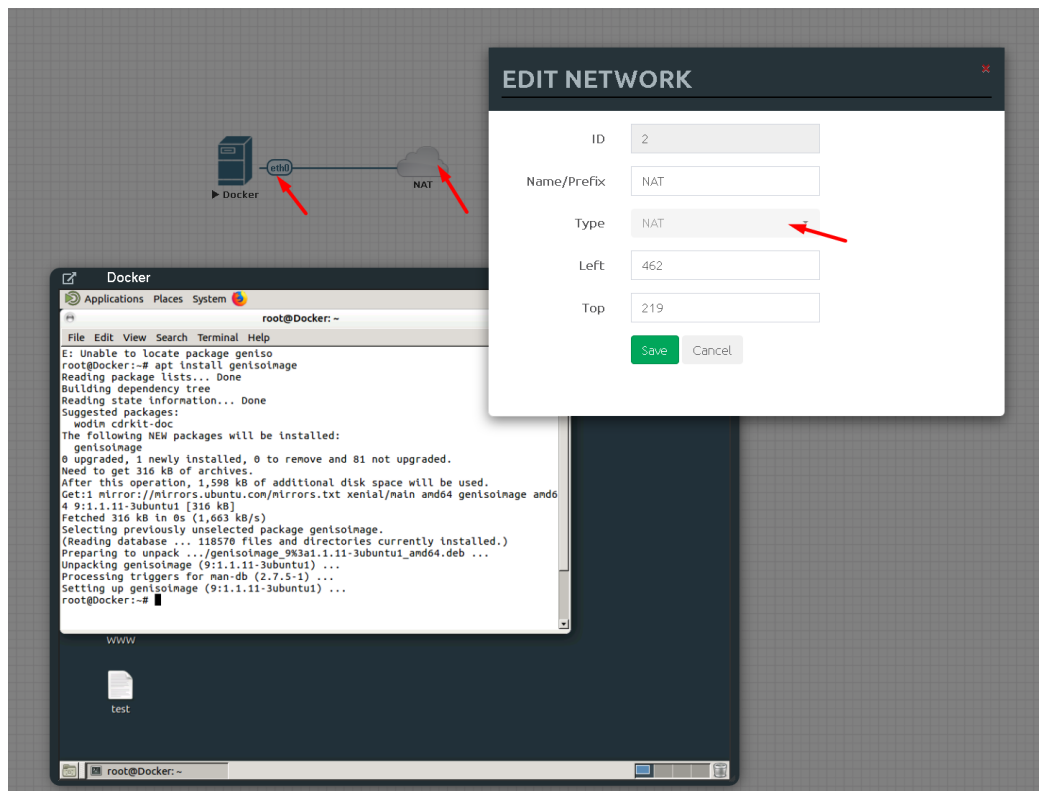 EDIT NETWORK
×
ID
2
Name/Prefix
NAT
Type
NAT
Left
462
Top
219
Save
Cancel
eth0
NAT
Docker
Docker
Applications Places System
root@Docker: ~
File Edit View Search Terminal Help
E: Unable to locate package geniso
root@Docker:~# apt install genisoimage
Reading package lists... Done
Building dependency tree
Reading state information... Done
Suggested packages:
wodim cdrkit-doc
The following NEW packages will be installed:
genisoimage
0 upgraded, 1 newly installed, 0 to remove and 81 not upgraded.
Need to get 316 kB of archives.
After this operation, 1,598 kB of additional disk space will be used.
Get:1 mirror://mirrors.ubuntu.com/mirrors.txt xenial/main amd64 genisoimage amd6
4 9:1.1.11-3ubuntu1 [316 kB]
Fetched 316 kB in 0s (1,663 kB/s)
Selecting previously unselected package genisoimage.
(Reading database ... 118570 files and directories currently installed.)
Preparing to unpack .../genisoimage_9%3a1.1.11-3ubuntu1_amd64.deb ...
Unpacking genisoimage (9:1.1.11-3ubuntu1) ...
Processing triggers for man-db (2.7.5-1) ...
Setting up genisoimage (9:1.1.11-3ubuntu1) ...
root@Docker:~#
www
test
root@Docker: ~